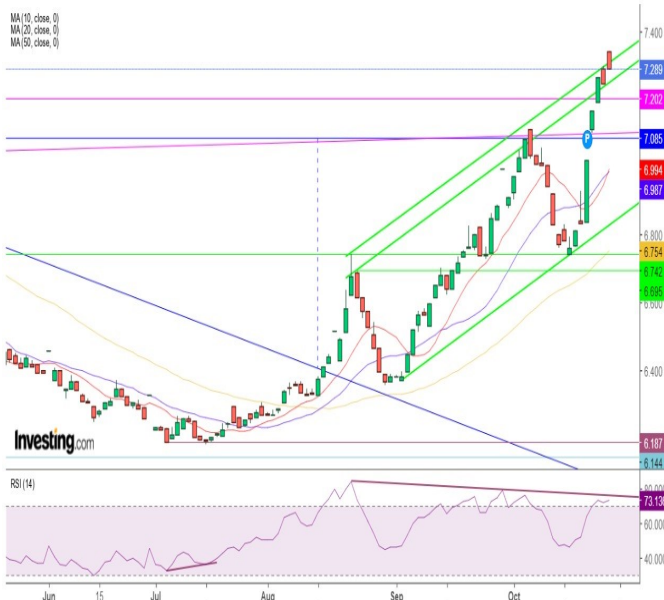 MA (10, close, 0)
MA (20, close, 0)
MA (50, close, 0)
7.400
7.289
7.202
7.085
P
6.994
6.987
6.800
6.754
6.742
6.695
6.600
6.400
Investing.com
6.187
6.144
RSI (14)
80.000
73.136
60.000
40.000
Jun
15
Jul
Aug
Sep
Oct